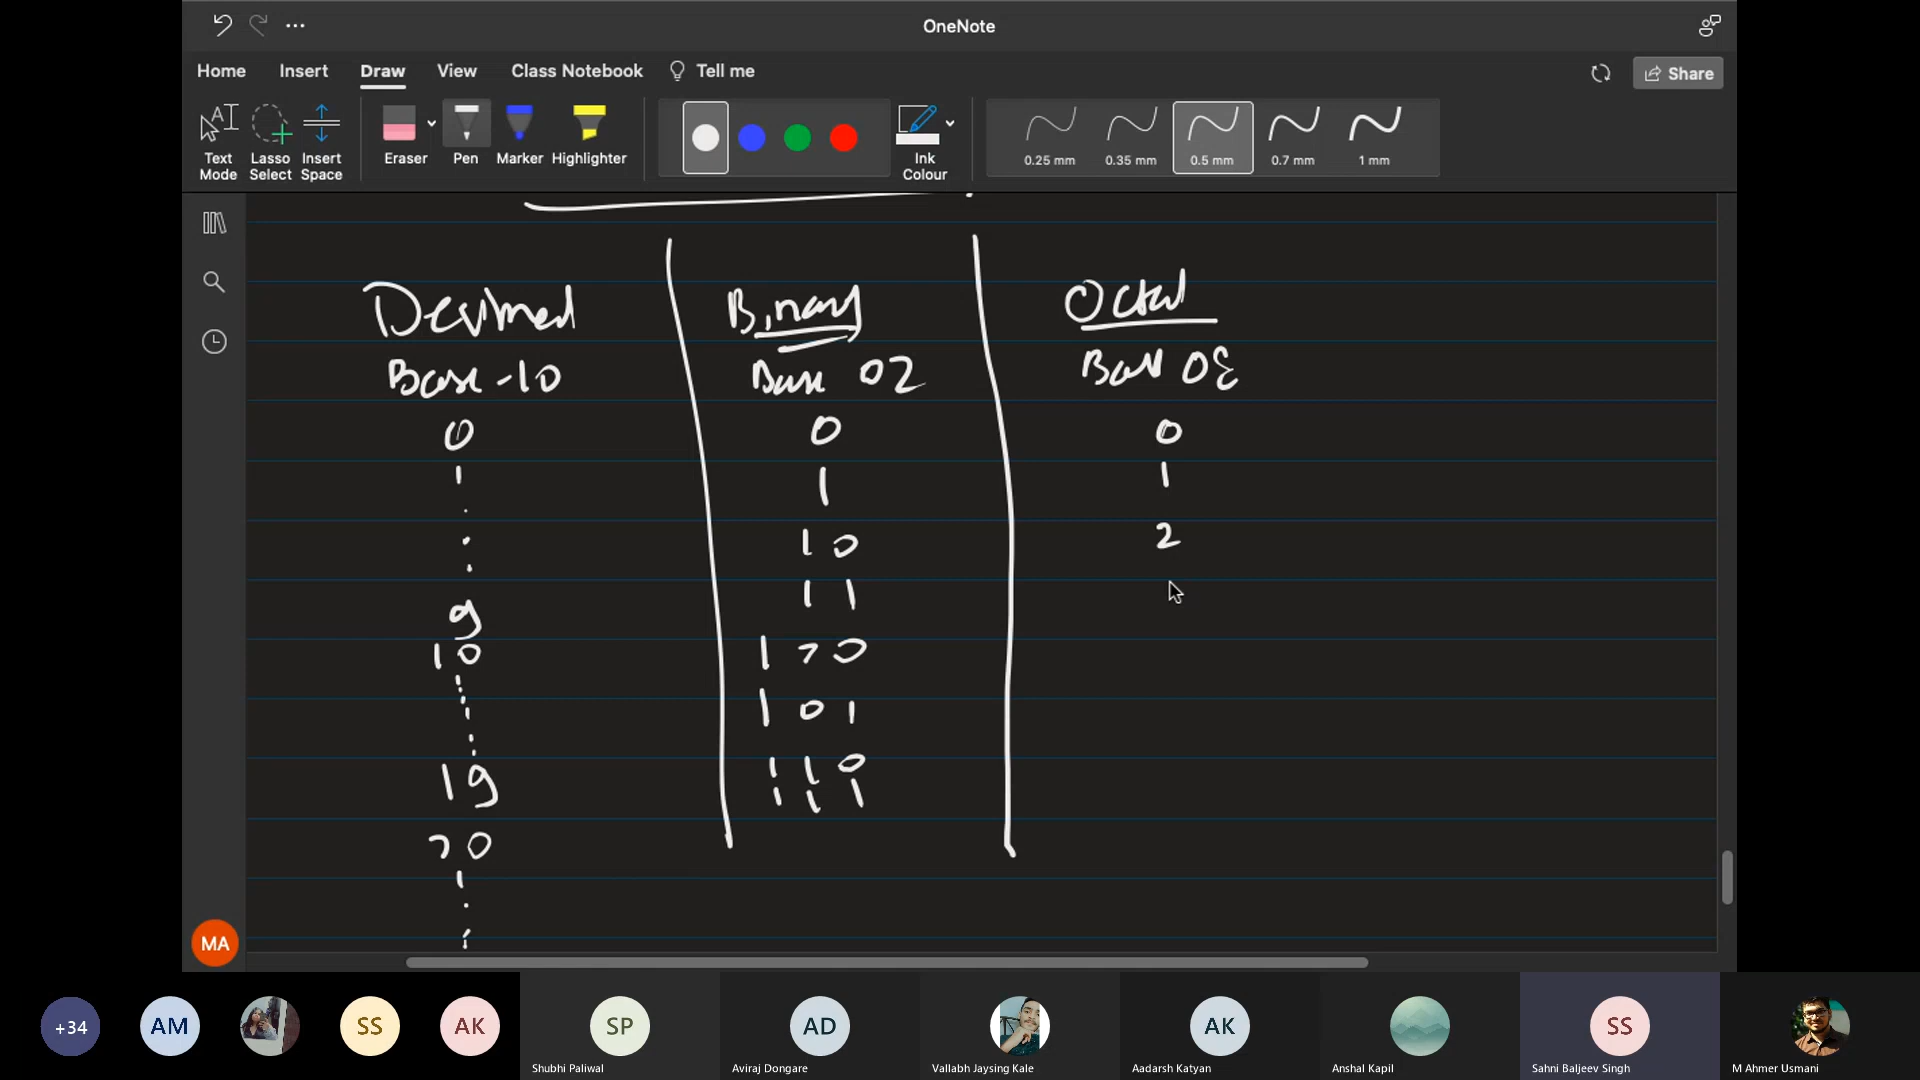 OneNote
Home Insert Draw View Class Notebook Tell me
Share
Text Mode
Lasso Select
Insert Space
Eraser
Pen
Marker
Highlighter
Ink Colour
0.25 mm
0.35 mm
0.5 mm
0.7 mm
1 mm
Decimal
Base -10
0
1
.
.
.
9
10
19
20
Binary
Base 02
0
1
10
11
100
101
110
111
Octal
Base 08
0
1
2
MA
+34
AM
SS
AK
SP
Shubhi Paliwal
AD
Aviraj Dongare
Vallabh Jaysing Kale
AK
Aadarsh Katyan
Anshal Kapil
SS
Sahni Baljeev Singh
M Ahmer Usmani